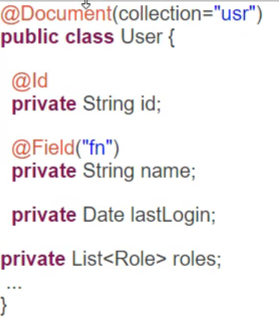 @Document(collection="usr")
public class User {
@Id
private String id;
@Field("fn")
private String name;
private Date lastLogin;
private List<Role> roles;
...
}